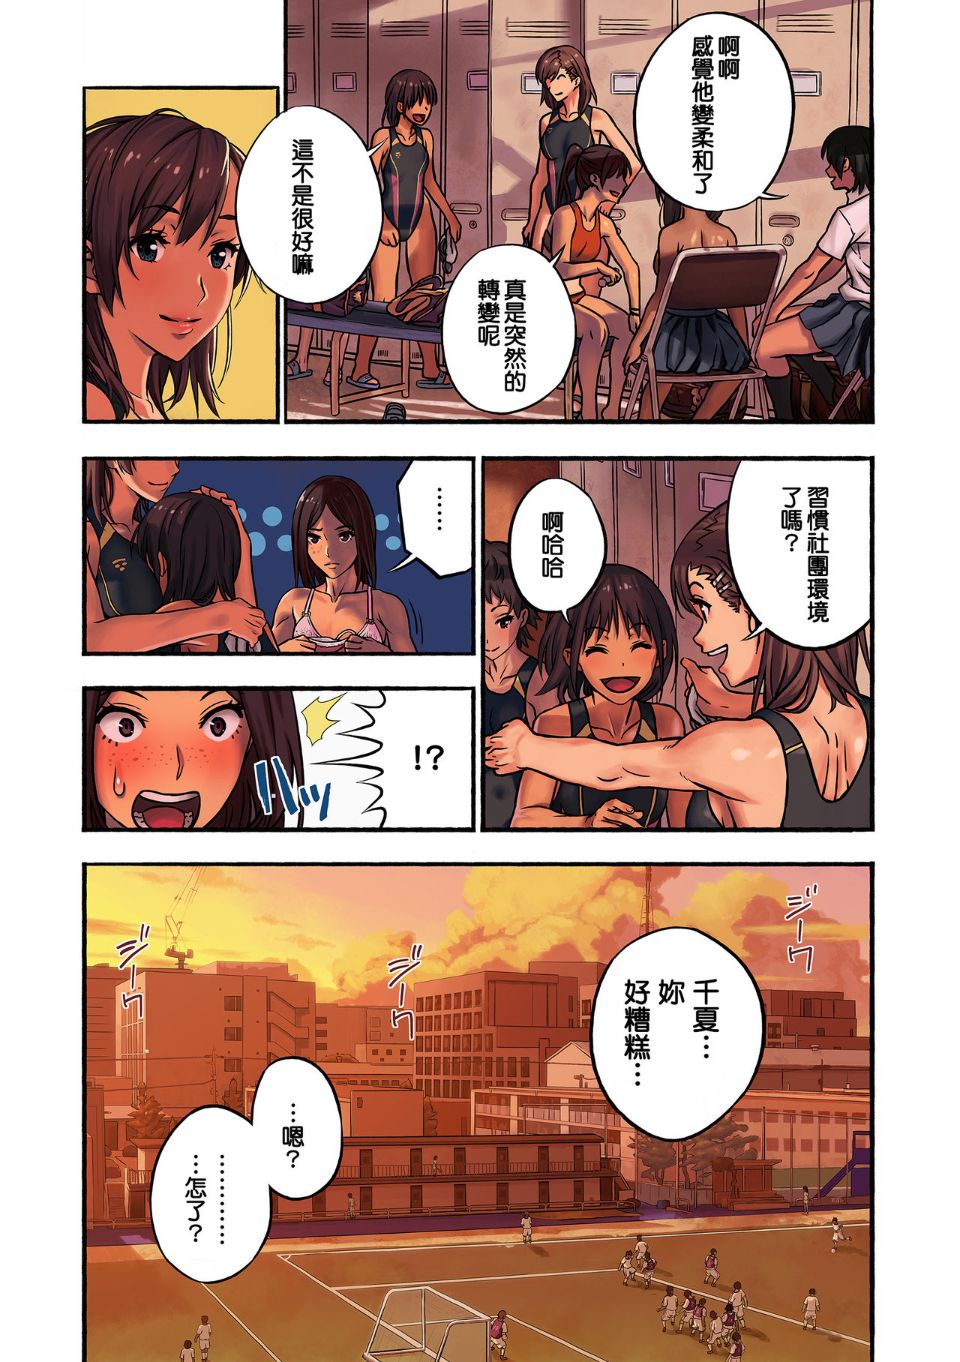 啊啊
感覺他變柔和了
真是突然的
轉變呢
這不是很好嘛
習慣社團環境
了嗎？
啊哈哈
……
!?
ハッ
ジーワ
ジーワ
ジーワ
千夏…
妳
好糟糕…
…嗯？
…………
…怎了？